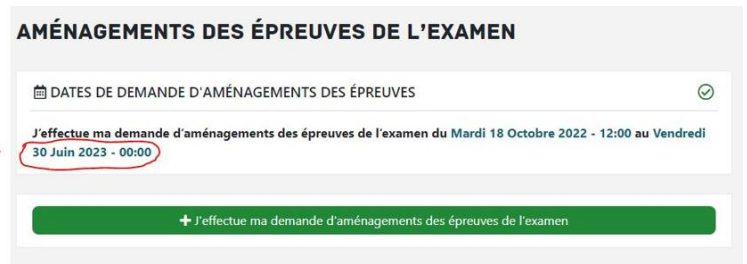 AMÉNAGEMENTS DES ÉPREUVES DE L'EXAMEN
DATES DE DEMANDE D'AMÉNAGEMENTS DES ÉPREUVES
J'effectue ma demande d'aménagements des épreuves de l'examen du Mardi 18 Octobre 2022 - 12:00 au Vendredi
30 Juin 2023 - 00:00
+ J'effectue ma demande d'aménagements des épreuves de l'examen